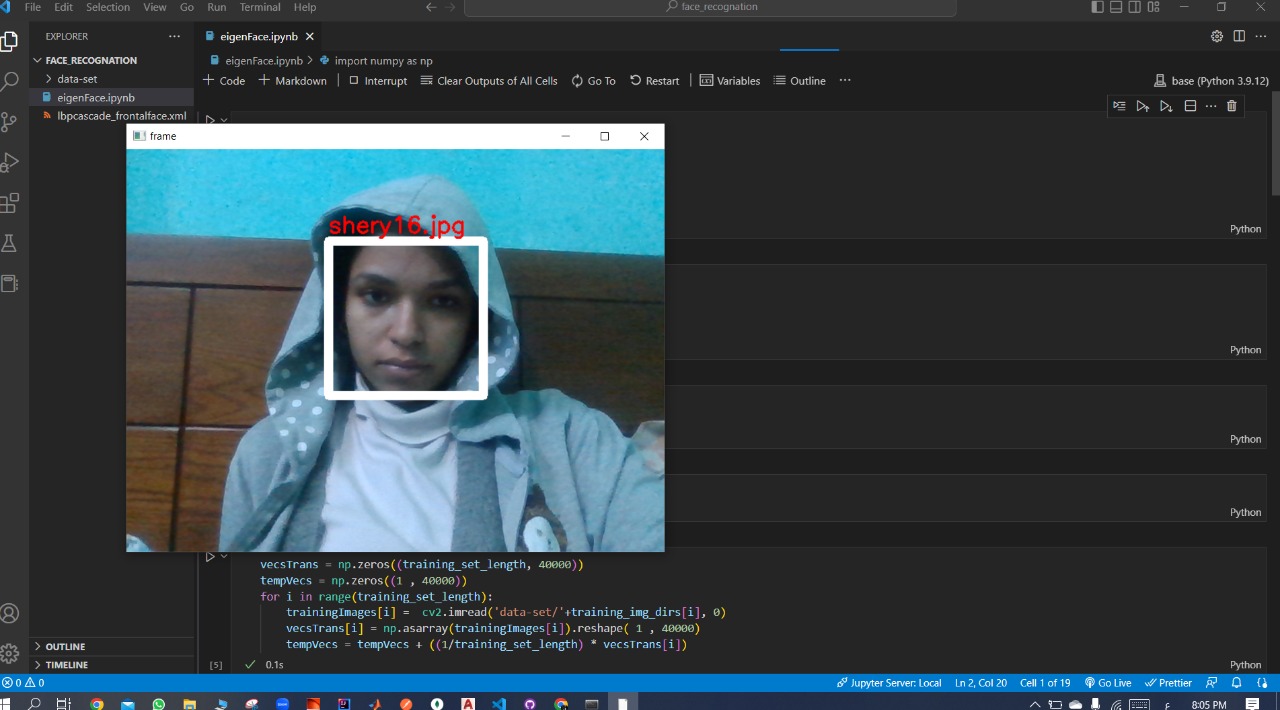 File Edit Selection View Go Run Terminal Help
face_recognation
EXPLORER
eigenFace.ipynb
FACE_RECOGNATION
data-set
eigenFace.ipynb
lbpcascade_frontalface.xml
eigenFace.ipynb > import numpy as np
+ Code + Markdown Interrupt Clear Outputs of All Cells Go To Restart Variables Outline ...
base (Python 3.9.12)
frame
shery16.jpg
Python
Python
Python
Python
vecsTrans = np.zeros((training_set_length, 40000))
tempVecs = np.zeros((1 , 40000))
for i in range(training_set_length):
trainingImages[i] = cv2.imread('data-set/'+training_img_dirs[i], 0)
vecsTrans[i] = np.asarray(trainingImages[i]).reshape( 1 , 40000)
tempVecs = tempVecs + ((1/training_set_length) * vecsTrans[i])
[5] 0.1s
Python
OUTLINE
TIMELINE
0 0
Jupyter Server: Local Ln 2, Col 20 Cell 1 of 19 Go Live Prettier
8:05 PM